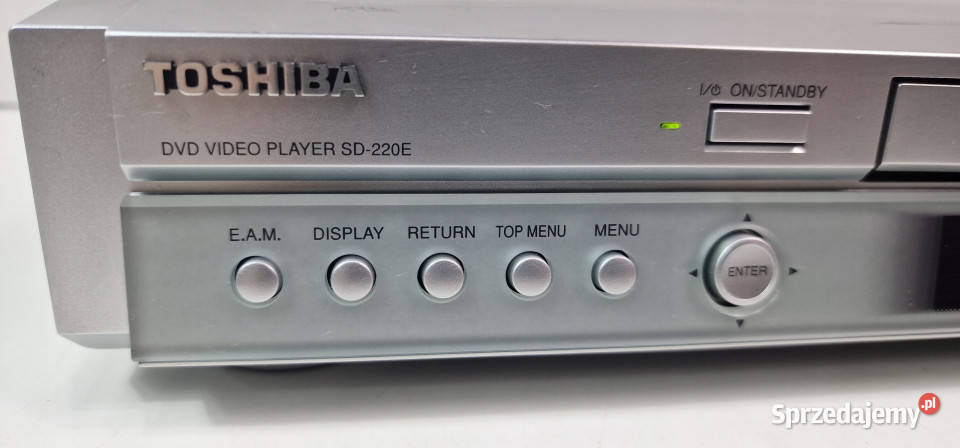 TOSHIBA
I/⏻ ON/STANDBY
DVD VIDEO PLAYER SD-220E
E.A.M. DISPLAY RETURN TOP MENU MENU
ENTER
Sprzedajemy.pl